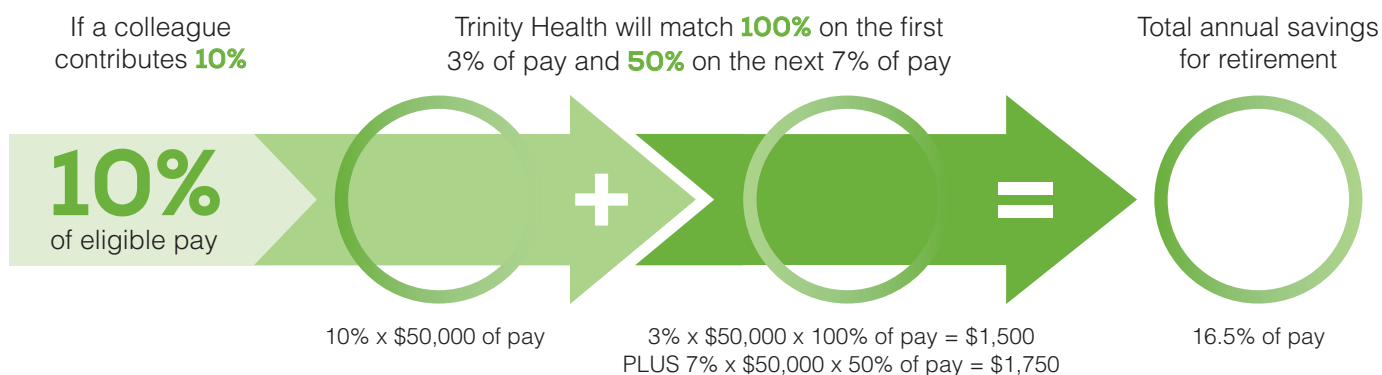 If a colleague
contributes 10%
Trinity Health will match 100% on the first
3% of pay and 50% on the next 7% of pay
Total annual savings
for retirement
10%
of eligible pay
+
=
10% x $50,000 of pay
3% x $50,000 x 100% of pay = $1,500
PLUS 7% x $50,000 x 50% of pay = $1,750
16.5% of pay